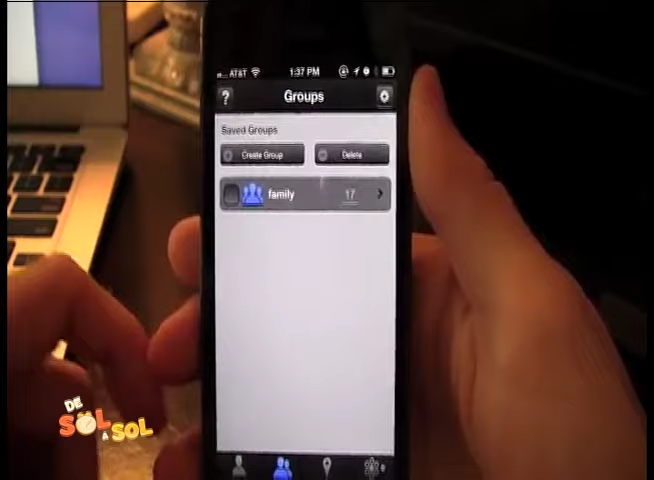 AT&T 1:37 PM
? Groups
Saved Groups
Create Group Delete
family 17
DE
SOL
A SOL